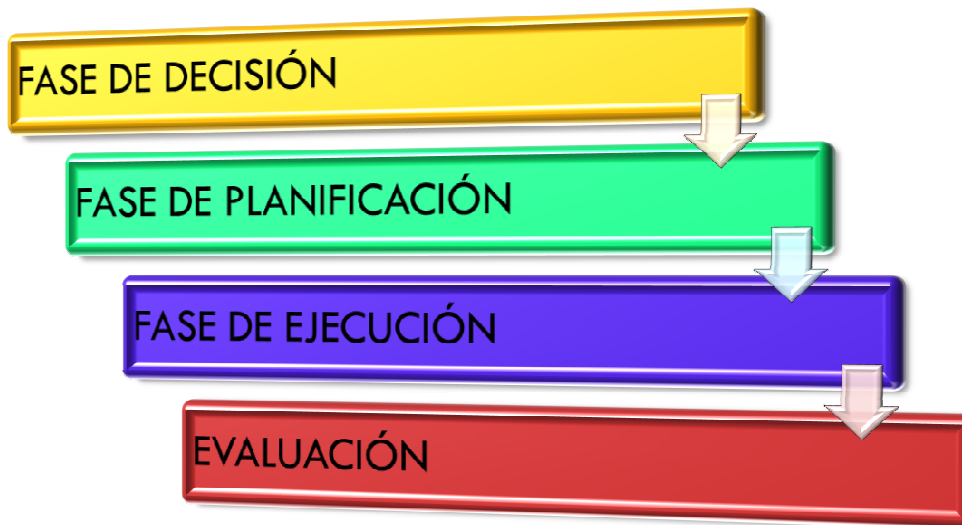 FASE DE DECISIÓN
FASE DE PLANIFICACIÓN
FASE DE EJECUCIÓN
EVALUACIÓN